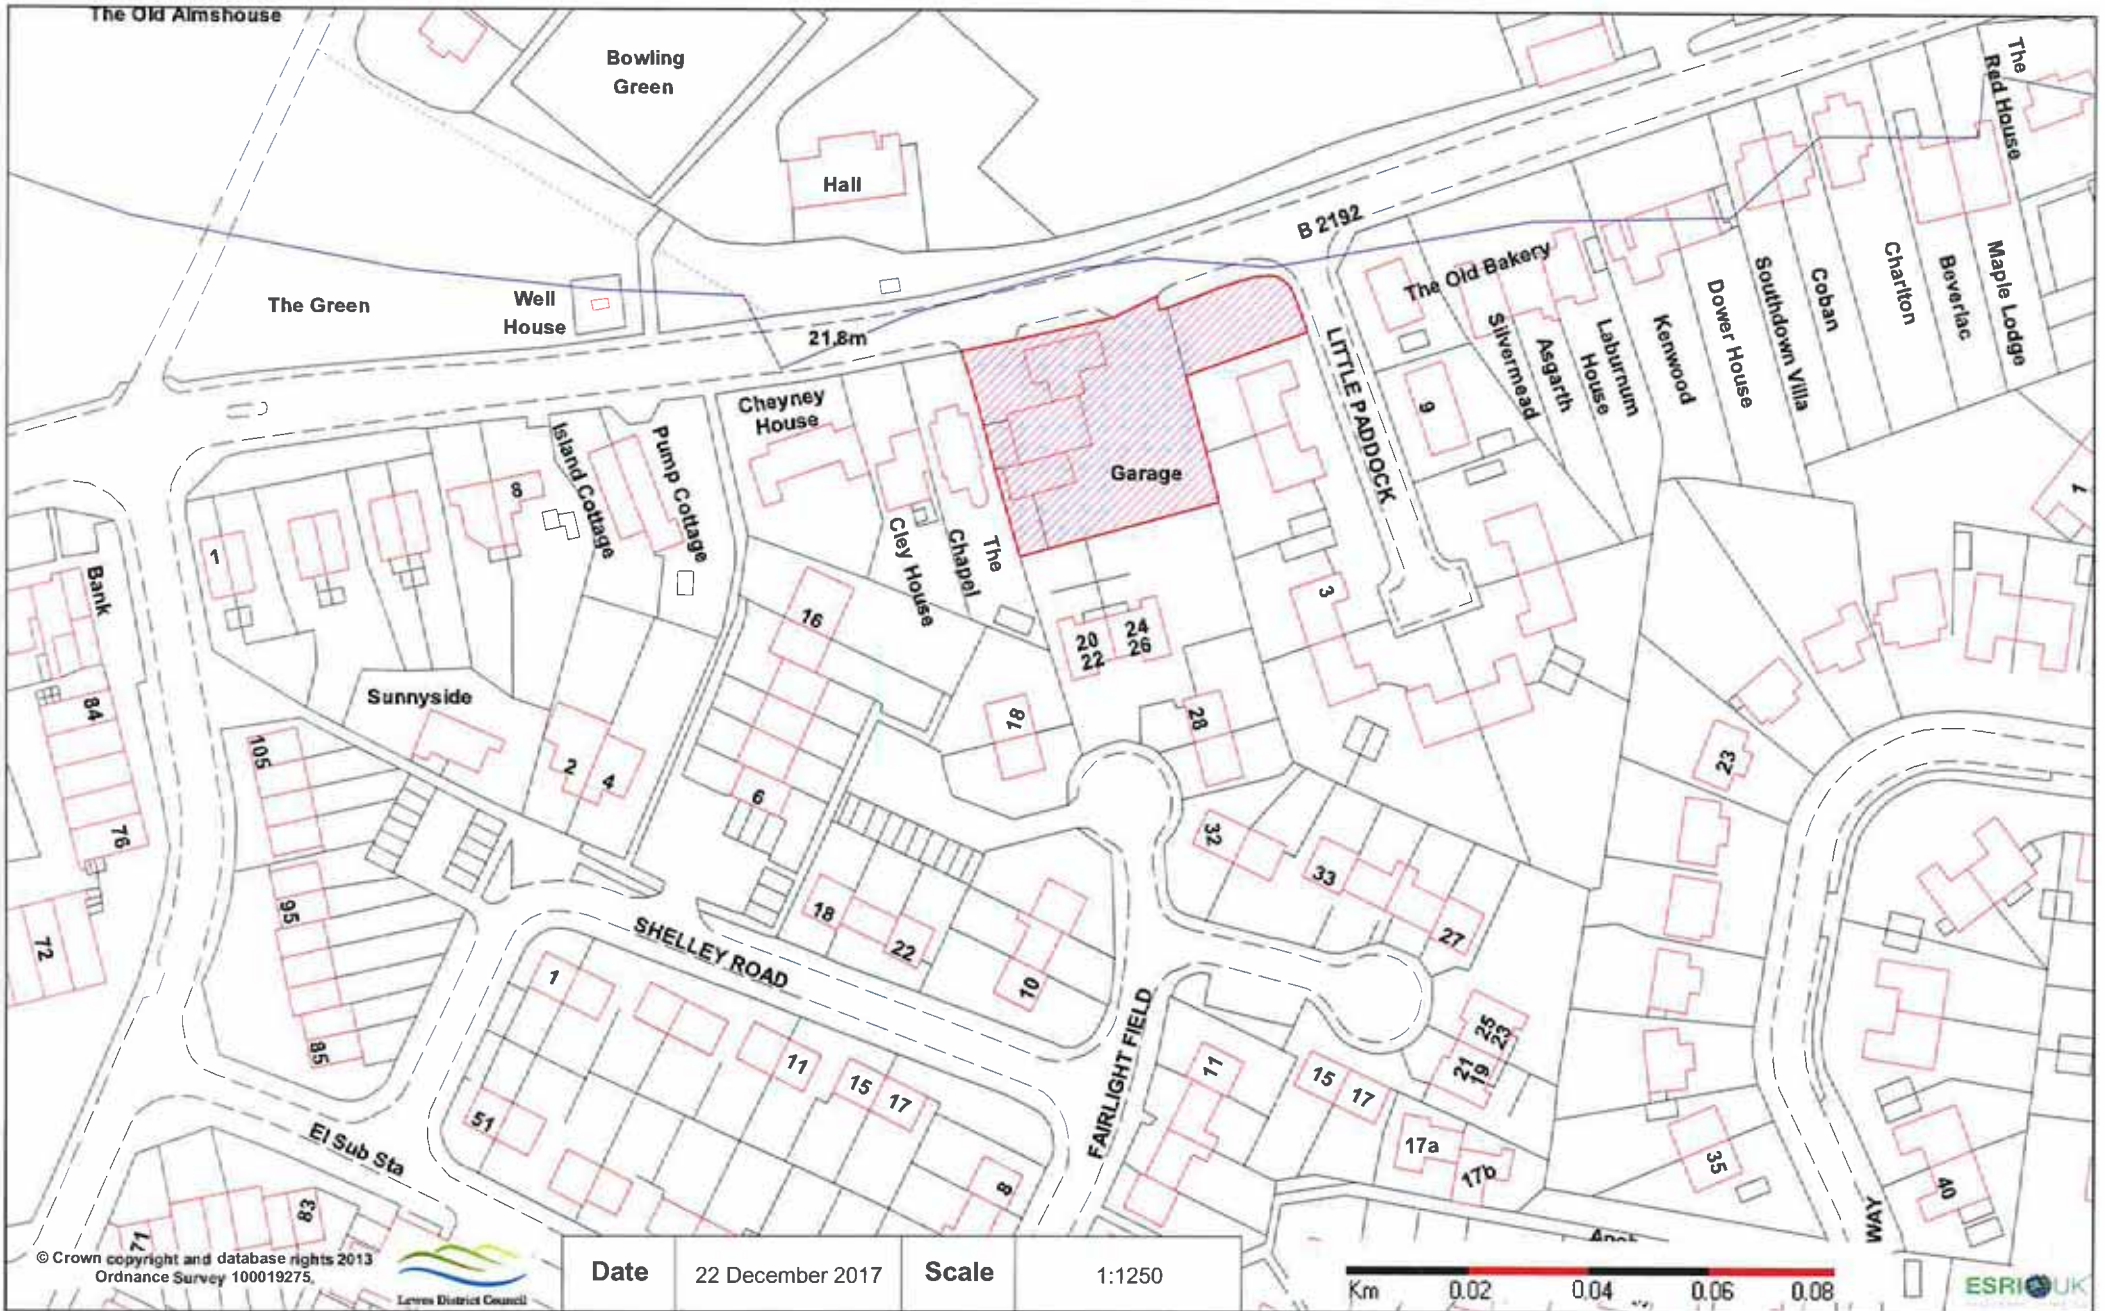 The Old Almshouse
Bowling
Green
Hall
The
Red House
B 2192
The Green
Well
House
21.8m
The Old Bakery
Silvermead
Asgarth
Laburnum
House
Kenwood
Dower House
Southdown Villa
Coban
Charlton
Beverlac
Maple Lodge
LITTLE PADDOCK
9
Cheyney
House
Island Cottage
Pump Cottage
8
1
Garage
Cley House
The
Chapel
Bank
16
20
22
24
26
3
18
28
Sunnyside
84
76
72
105
95
85
2
4
6
32
33
27
23
7
18
22
10
SHELLEY ROAD
FAIRLIGHT FIELD
1
11
15
17
51
8
El Sub Sta
83
71
11
15
17
25
23
21
19
17a
17b
35
40
WAY
© Crown copyright and database rights 2013
Ordnance Survey 100019275,
Lewes District Council
Date
22 December 2017
Scale
1:1250
Km
0.02
0.04
0.06
0.08
ESRI UK